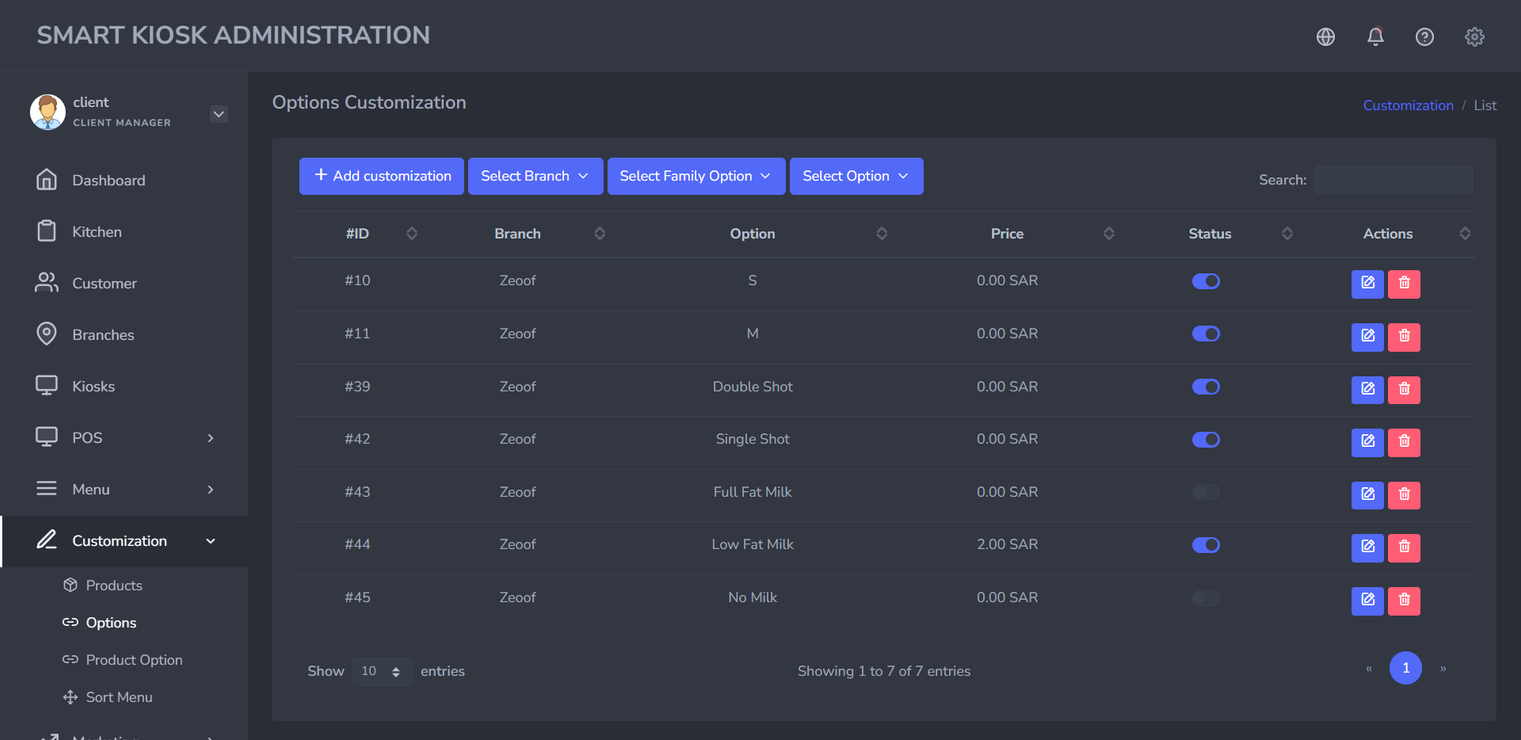 SMART KIOSK ADMINISTRATION
client
CLIENT MANAGER
Dashboard
Kitchen
Customer
Branches
Kiosks
POS
Menu
Customization
Products
Options
Product Option
Sort Menu
Marketing
Options Customization
Customization / List
+ Add customization Select Branch Select Family Option Select Option
Search:
#ID Branch Option Price Status Actions
#10 Zeoof S 0.00 SAR
#11 Zeoof M 0.00 SAR
#39 Zeoof Double Shot 0.00 SAR
#42 Zeoof Single Shot 0.00 SAR
#43 Zeoof Full Fat Milk 0.00 SAR
#44 Zeoof Low Fat Milk 2.00 SAR
#45 Zeoof No Milk 0.00 SAR
Show 10 entries Showing 1 to 7 of 7 entries « 1 »